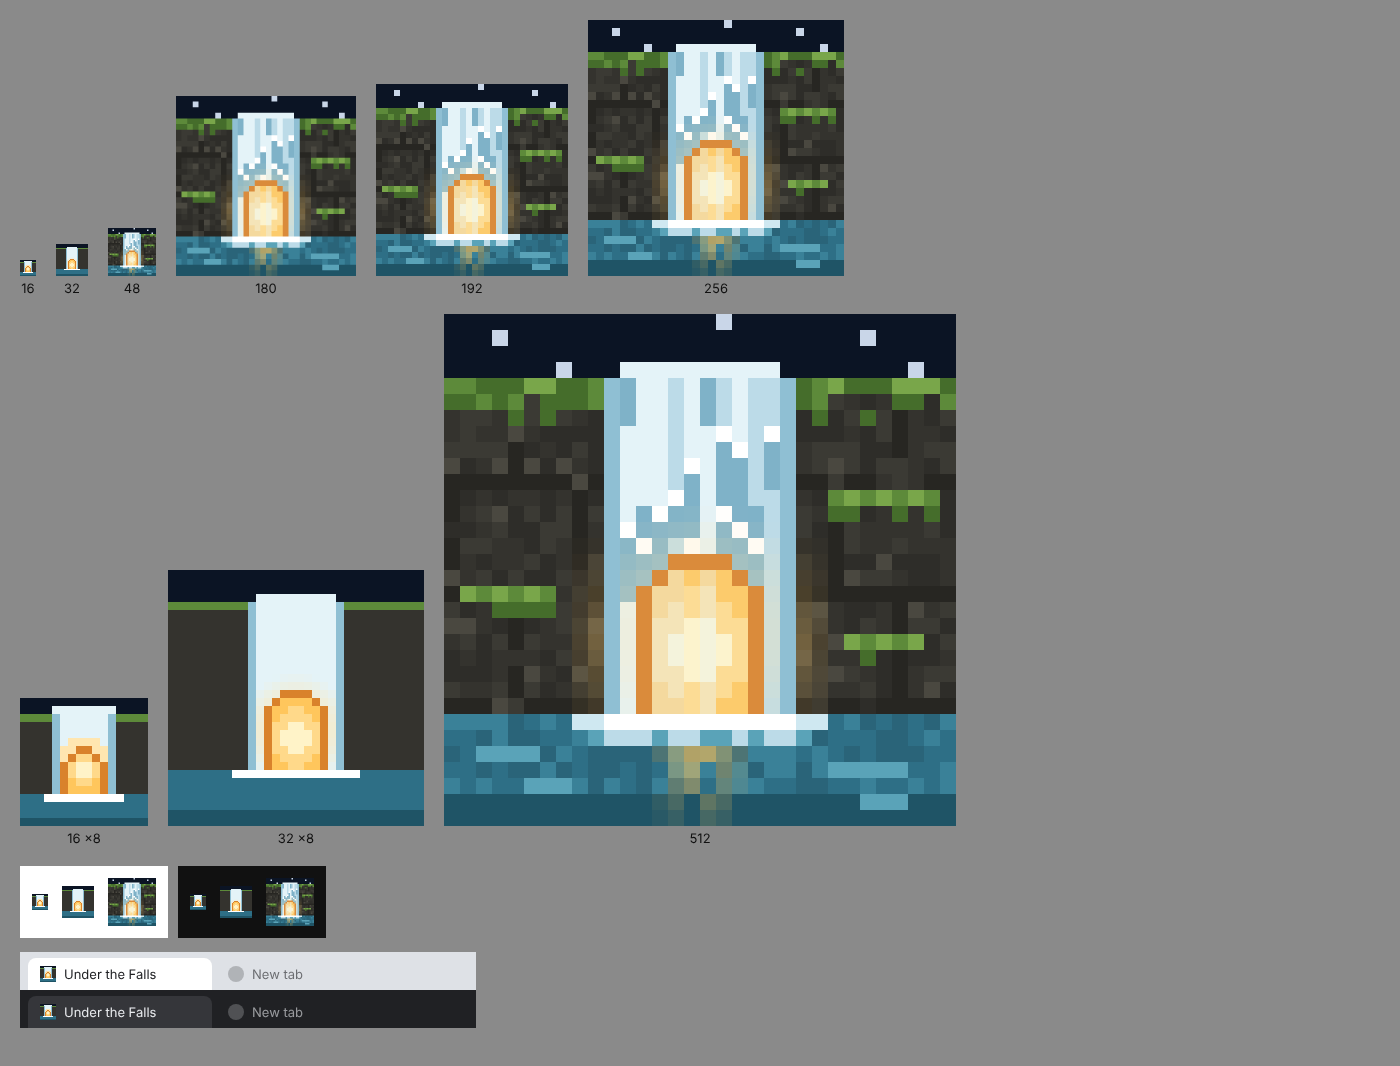 16
32
48
180
192
256
16 ×8
32 ×8
512
Under the Falls
New tab
Under the Falls
New tab